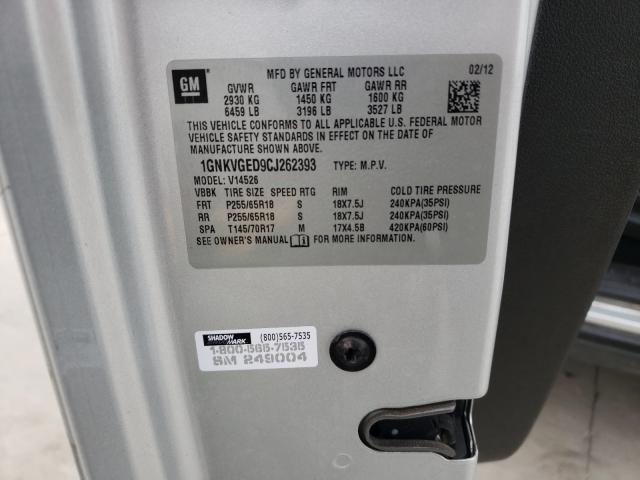 GM
MFD BY GENERAL MOTORS LLC 02/12
GVWR GAWR FRT GAWR RR
2930 KG 1450 KG 1600 KG
6459 LB 3196 LB 3527 LB
THIS VEHICLE CONFORMS TO ALL APPLICABLE U.S. FEDERAL MOTOR
VEHICLE SAFETY STANDARDS IN EFFECT ON THE DATE OF
MANUFACTURE SHOWN ABOVE.
1GNKVGED9CJ262393 TYPE: M.P.V.
MODEL: V14526
VBBK TIRE SIZE SPEED RTG RIM COLD TIRE PRESSURE
FRT P255/65R18 S 18X7.5J 240KPA(35PSI)
RR P255/65R18 S 18X7.5J 240KPA(35PSI)
SPA T145/70R17 M 17X4.5B 420KPA(60PSI)
SEE OWNER'S MANUAL FOR MORE INFORMATION.
SHADOW MARK (800)565-7535
1-800-565-7535
SM 249004